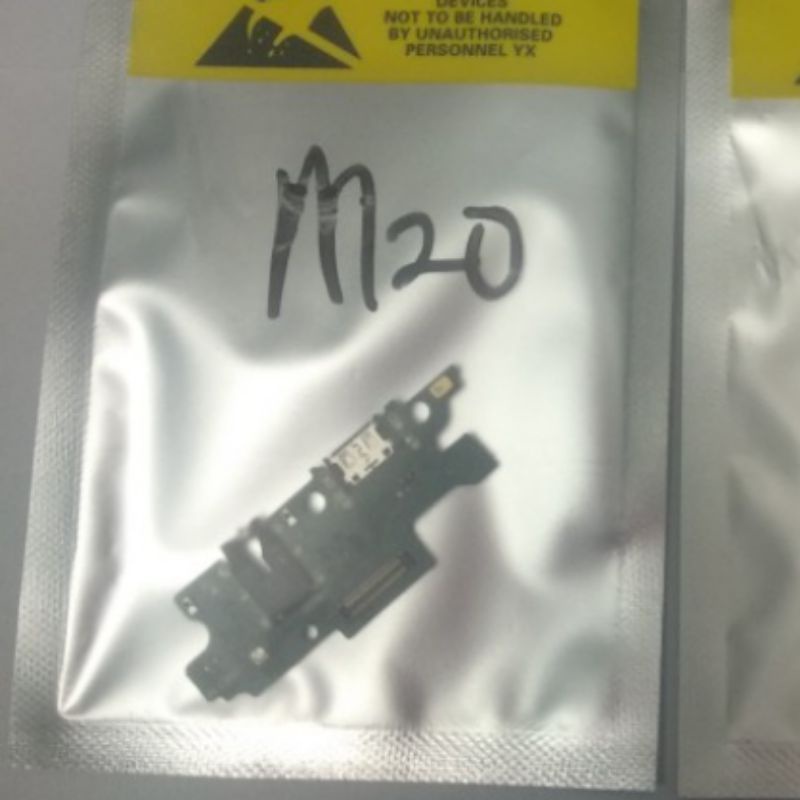 DEVICES
NOT TO BE HANDLED
BY UNAUTHORISED
PERSONNEL YX
M20